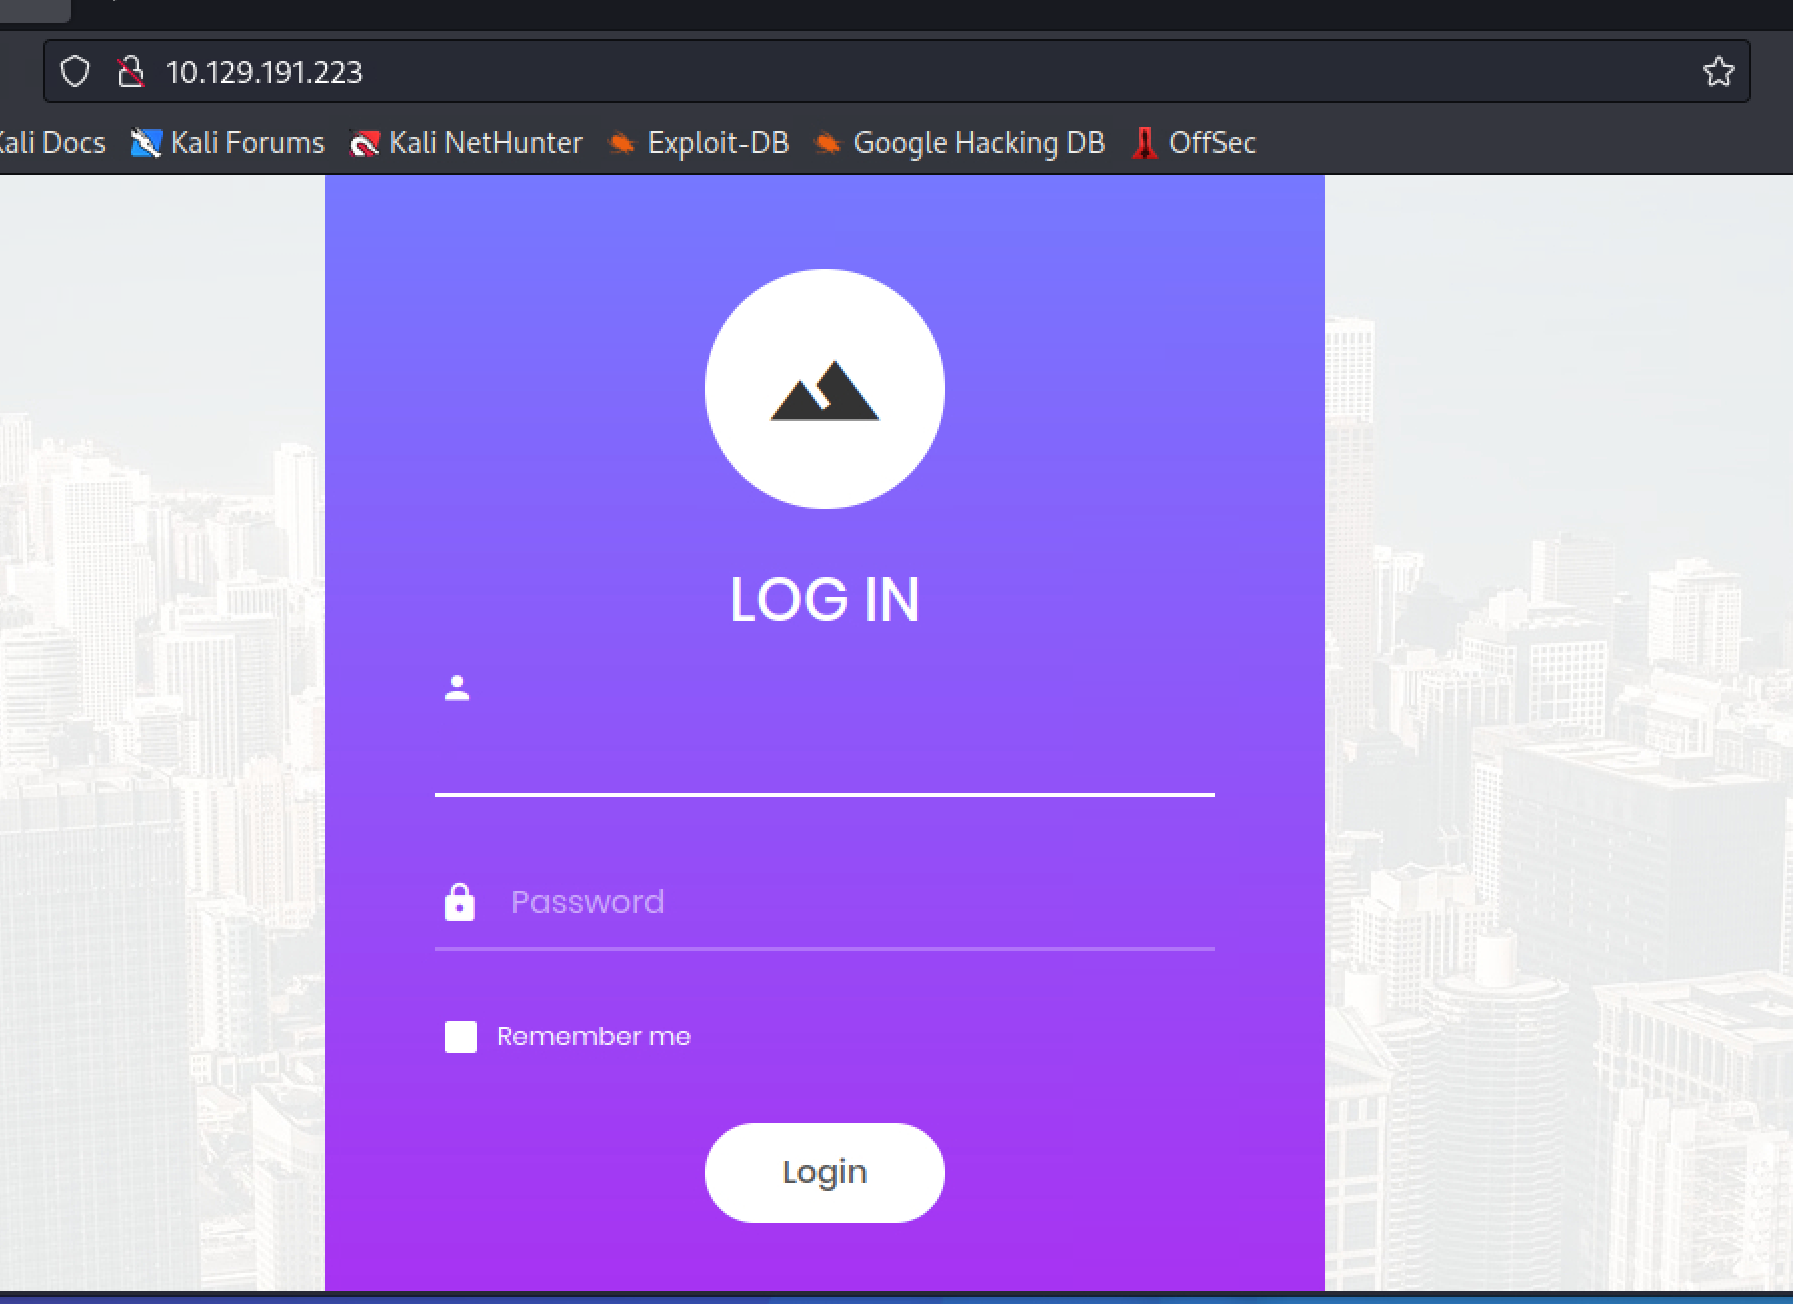 10.129.191.223
Kali Docs Kali Forums Kali NetHunter Exploit-DB Google Hacking DB OffSec
LOG IN
Password
Remember me
Login